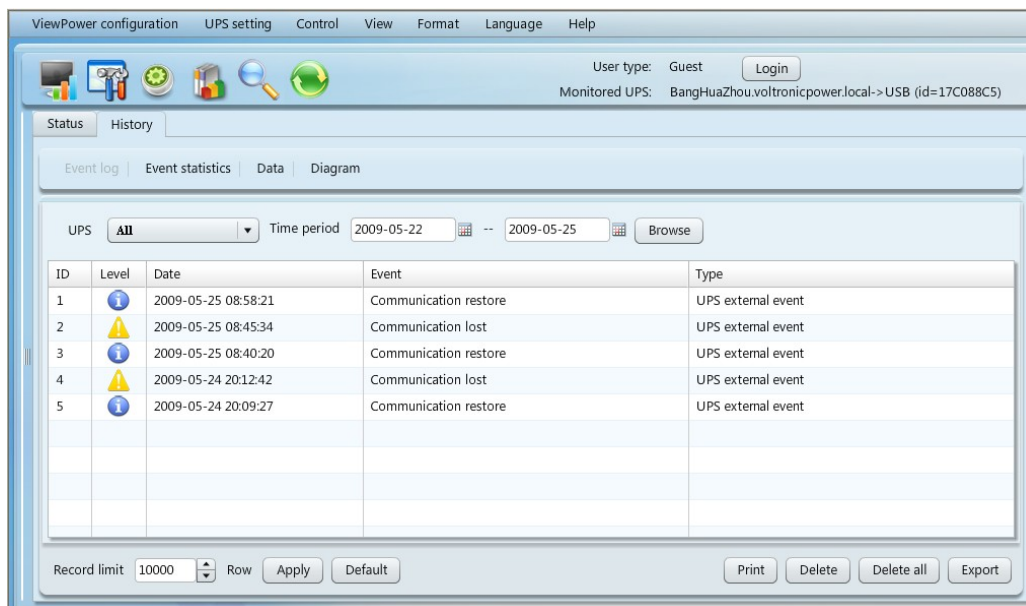 ViewPower configuration UPS setting Control View Format Language Help
User type: Guest Login
Monitored UPS: BangHuaZhou.voltronicpower.local->USB (id=17C088C5)
Status History
Event log Event statistics Data Diagram
UPS All Time period 2009-05-22 -- 2009-05-25 Browse
ID Level Date Event Type
1 2009-05-25 08:58:21 Communication restore UPS external event
2 2009-05-25 08:45:34 Communication lost UPS external event
3 2009-05-25 08:40:20 Communication restore UPS external event
4 2009-05-24 20:12:42 Communication lost UPS external event
5 2009-05-24 20:09:27 Communication restore UPS external event
Record limit 10000 Row Apply Default Print Delete Delete all Export